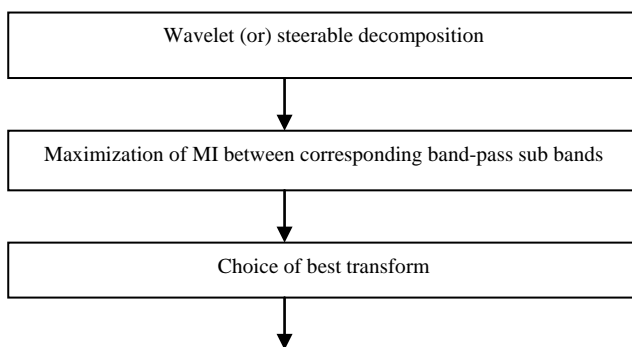 Wavelet (or) steerable decomposition
Maximization of MI between corresponding band-pass sub bands
Choice of best transform